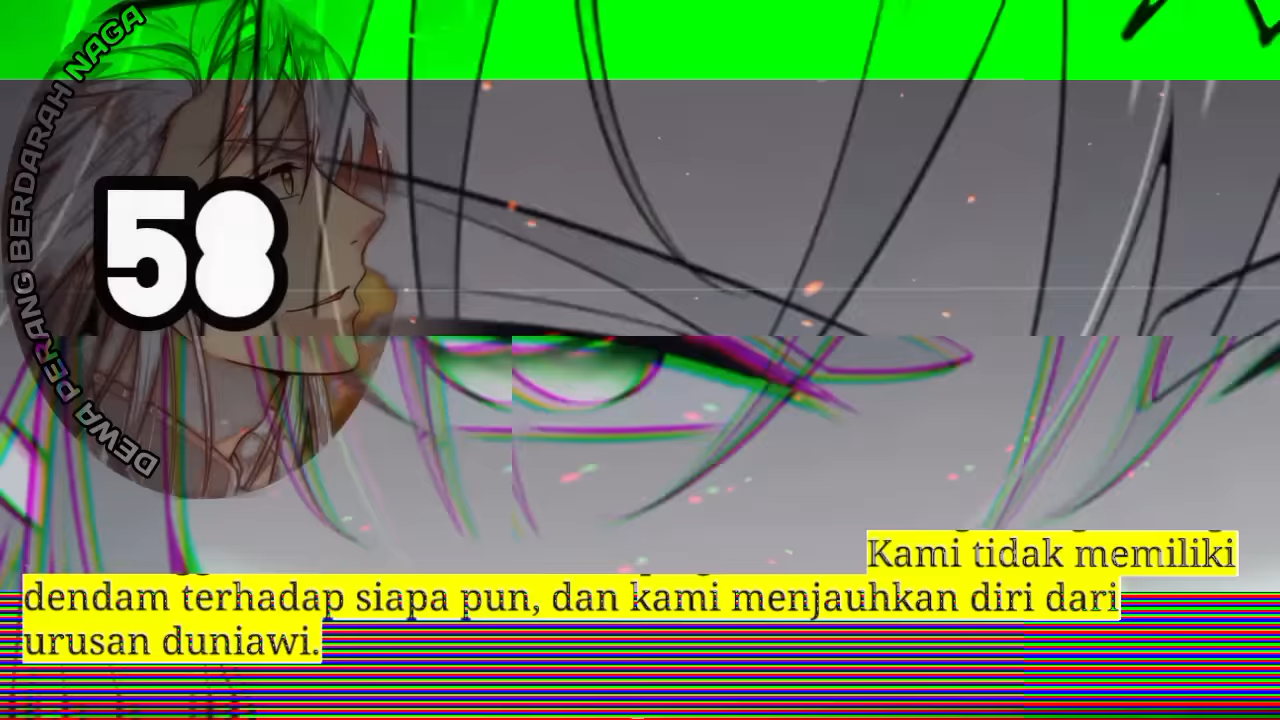 DEWA PERANG BERDARAH NAGA
58
Kami tidak memiliki
dendam terhadap siapa pun, dan kami menjauhkan diri dari
urusan duniawi.